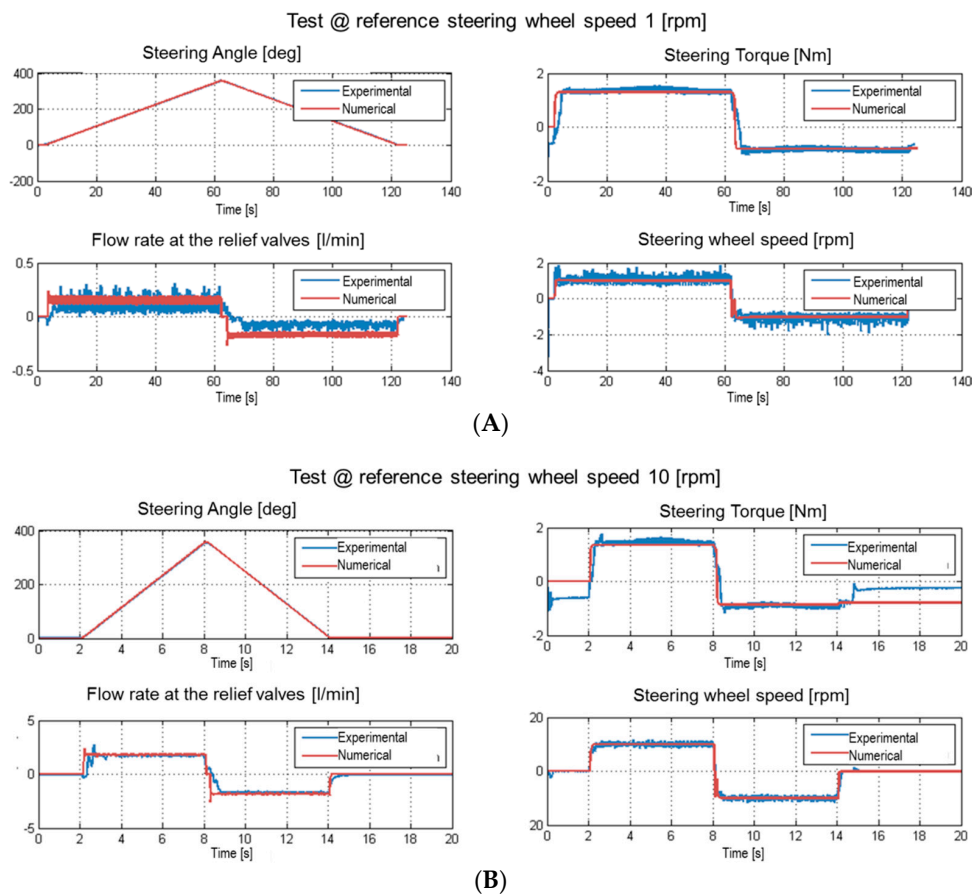 Test @ reference steering wheel speed 1 [rpm]
Steering Angle [deg]
400
200
0
-200
0 20 40 60 80 100 120 140
Time [s]
Experimental
Numerical
Steering Torque [Nm]
2
0
-2
0 20 40 60 80 100 120 140
Time [s]
Experimental
Numerical
Flow rate at the relief valves [l/min]
0.5
0
-0.5
0 20 40 60 80 100 120 140
Time [s]
Experimental
Numerical
Steering wheel speed [rpm]
2
0
-2
-4
0 20 40 60 80 100 120 140
Time [s]
Experimental
Numerical
(A)
Test @ reference steering wheel speed 10 [rpm]
Steering Angle [deg]
400
200
0
0 2 4 6 8 10 12 14 16 18 20
Time [s]
Experimental
Numerical
Steering Torque [Nm]
2
0
-2
0 2 4 6 8 10 12 14 16 18 20
Time [s]
Experimental
Numerical
Flow rate at the relief valves [l/min]
5
0
-5
0 2 4 6 8 10 12 14 16 18 20
Time [s]
Experimental
Numerical
Steering wheel speed [rpm]
20
10
0
10
20
0 2 4 6 8 10 12 14 16 18 20
Time [s]
Experimental
Numerical
(B)